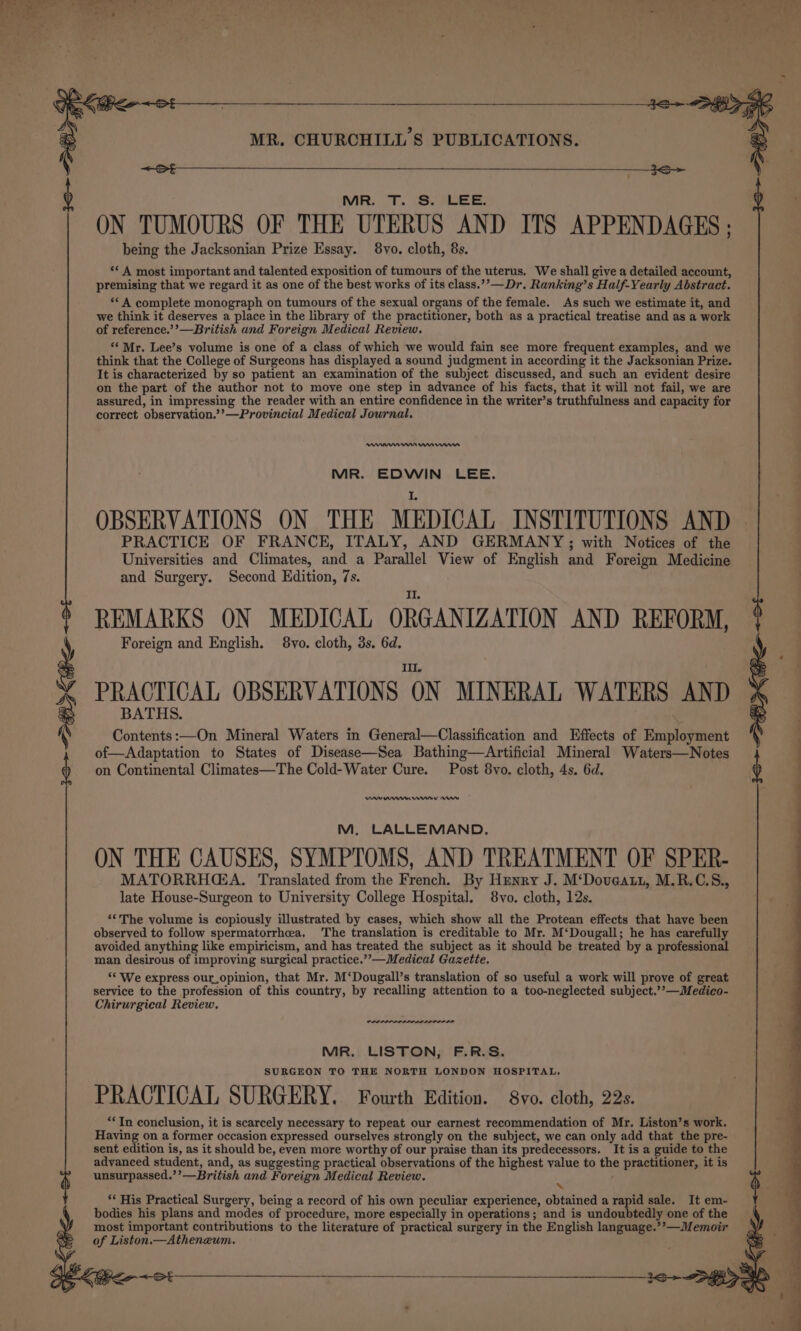 MR. CHURCHILL'S PUBLICATIONS.
MR. T. S. LEE.
ON TUMOURS OF THE UTERUS AND ITS APPENDAGES;
being the Jacksonian Prize Essay. 8vo. cloth, 8s.
“A most important and talented exposition of tumours of the uterus. We shall give a detailed account,
premising that we regard it as one of the best works of its class.”—Dr. Ranking's Half-Yearly Abstract.
“A complete monograph on tumours of the sexual organs of the female. As such we estimate it, and
we think it deserves a place in the library of the practitioner, both as a practical treatise and as a work
of reference.”—British and Foreign Medical Review.
“Mr. Lee's volume is one of a class of which we would fain see more frequent examples, and we
think that the College of Surgeons has displayed a sound judgment in according it the Jacksonian Prize.
It is characterized by so patient an examination of the subject discussed, and such an evident desire
on the part of the author not to move one step in advance of his facts, that it will not fail, we are
assured, in impressing the reader with an entire confidence in the writer's truthfulness and capacity for
correct observation.”—Provincial Medical Journal.
MR. EDWIN LEE.
I.
OBSERVATIONS ON THE MEDICAL INSTITUTIONS AND
PRACTICE OF FRANCE, ITALY, AND GERMANY; with Notices of the
Universities and Climates, and a Parallel View of English and Foreign Medicine
and Surgery. Second Edition, 7s.
II.
REMARKS ON MEDICAL ORGANIZATION AND REFORM,
Foreign and English. 8vo. cloth, 3s. 6d.
III.
PRACTICAL OBSERVATIONS ON MINERAL WATERS AND
BATHS.
Contents:—On Mineral Waters in General—Classification and Effects of Employment
of—Adaptation to States of Disease—Sea Bathing—Artificial Mineral Waters—Notes
on Continental Climates—The Cold-Water Cure. Post 8vo. cloth, 4s. 6d.
M. LALLEMAND.
ON THE CAUSES, SYMPTOMS, AND TREATMENT OF SPER-
MATORRHŒA. Translated from the French. By HENRY J. M‘DOUGALL, M.R.C.S.,
late House-Surgeon to University College Hospital. 8vo. cloth, 12s.
“The volume is copiously illustrated by cases, which show all the Protean effects that have been
observed to follow spermatorrhœa. The translation is creditable to Mr. M‘Dougall; he has carefully
avoided anything like empiricism, and has treated the subject as it should be treated by a professional
man desirous of improving surgical practice.”—Medical Gazette.
“We express our opinion, that Mr. M‘Dougall's translation of so useful a work will prove of great
service to the profession of this country, by recalling attention to a too-neglected subject.”—Medico-
Chirurgical Review.
MR. LISTON, F.R.S.
SURGEON TO THE NORTH LONDON HOSPITAL.
PRACTICAL SURGERY. Fourth Edition. 8vo. cloth, 22s.
“In conclusion, it is scarcely necessary to repeat our earnest recommendation of Mr. Liston's work.
Having on a former occasion expressed ourselves strongly on the subject, we can only add that the pre-
sent edition is, as it should be, even more worthy of our praise than its predecessors. It is a guide to the
advanced student, and, as suggesting practical observations of the highest value to the practitioner, it is
unsurpassed.”—British and Foreign Medical Review.
“His Practical Surgery, being a record of his own peculiar experience, obtained a rapid sale. It em-
bodies his plans and modes of procedure, more especially in operations; and is undoubtedly one of the
most important contributions to the literature of practical surgery in the English language.”—Memoir
of Liston.—Athenæum.